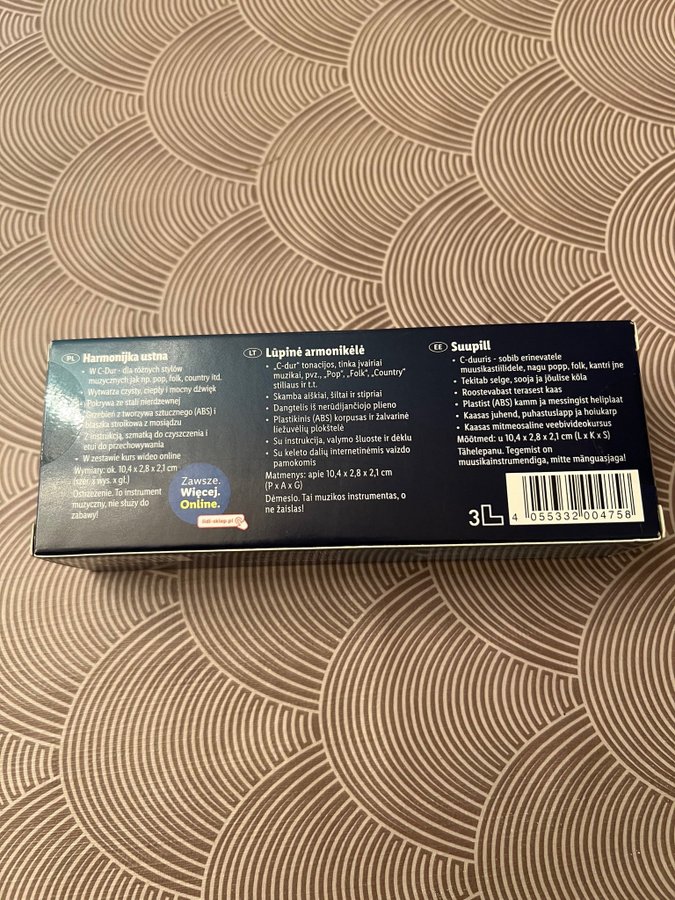 PL Harmonijka ustna
• W C-Dur - dla różnych stylów
muzycznych jak np. pop, folk, country itd.
• Wytwarza czysty, ciepły i mocny dźwięk
• Pokrywa ze stali nierdzewnej
• Grzebień z tworzywa sztucznego (ABS) i
blaszka stroikowa z mosiądzu
• Z instrukcją, szmatką do czyszczenia i
etui do przechowywania
• W zestawie kurs wideo online
Wymiary: ok. 10,4 x 2,8 x 2,1 cm
(szer. x wys. x gł.)
Ostrzeżenie. To instrument
muzyczny, nie służy do
zabawy!
Zawsze.
Więcej.
Online.
lidl-sklep.pl
LT Lūpinė armonikėlė
• „C-dur" tonacijos, tinka įvairiai
muzikai, pvz., „Pop", „Folk", „Country"
stiliaus ir t.t.
• Skamba aiškiai, šiltai ir stipriai
• Dangtelis iš nerūdijančiojo plieno
• Plastikinis (ABS) korpusas ir žalvarinė
liežuvėlių plokštelė
• Su instrukcija, valymo šluoste ir dėklu
• Su keleto dalių internetinėmis vaizdo
pamokomis
Matmenys: apie 10,4 x 2,8 x 2,1 cm
(P x A x G)
Dėmesio. Tai muzikos instrumentas, o
ne žaislas!
EE Suupill
• C-duuris - sobib erinevatele
muusikastiilidele, nagu popp, folk, kantri jne
• Tekitab selge, sooja ja jõulise kõla
• Roostevabast terasest kaas
• Plastist (ABS) kamm ja messingist heliplaat
• Kaasas juhend, puhastuslapp ja hoiukarp
• Kaasas mitmeosaline veebivideokursus
Mõõtmed: u 10,4 x 2,8 x 2,1 cm (L x K x S)
Tähelepanu. Tegemist on
muusikainstrumendiga, mitte mänguasjaga!
3L
4 055332 004758